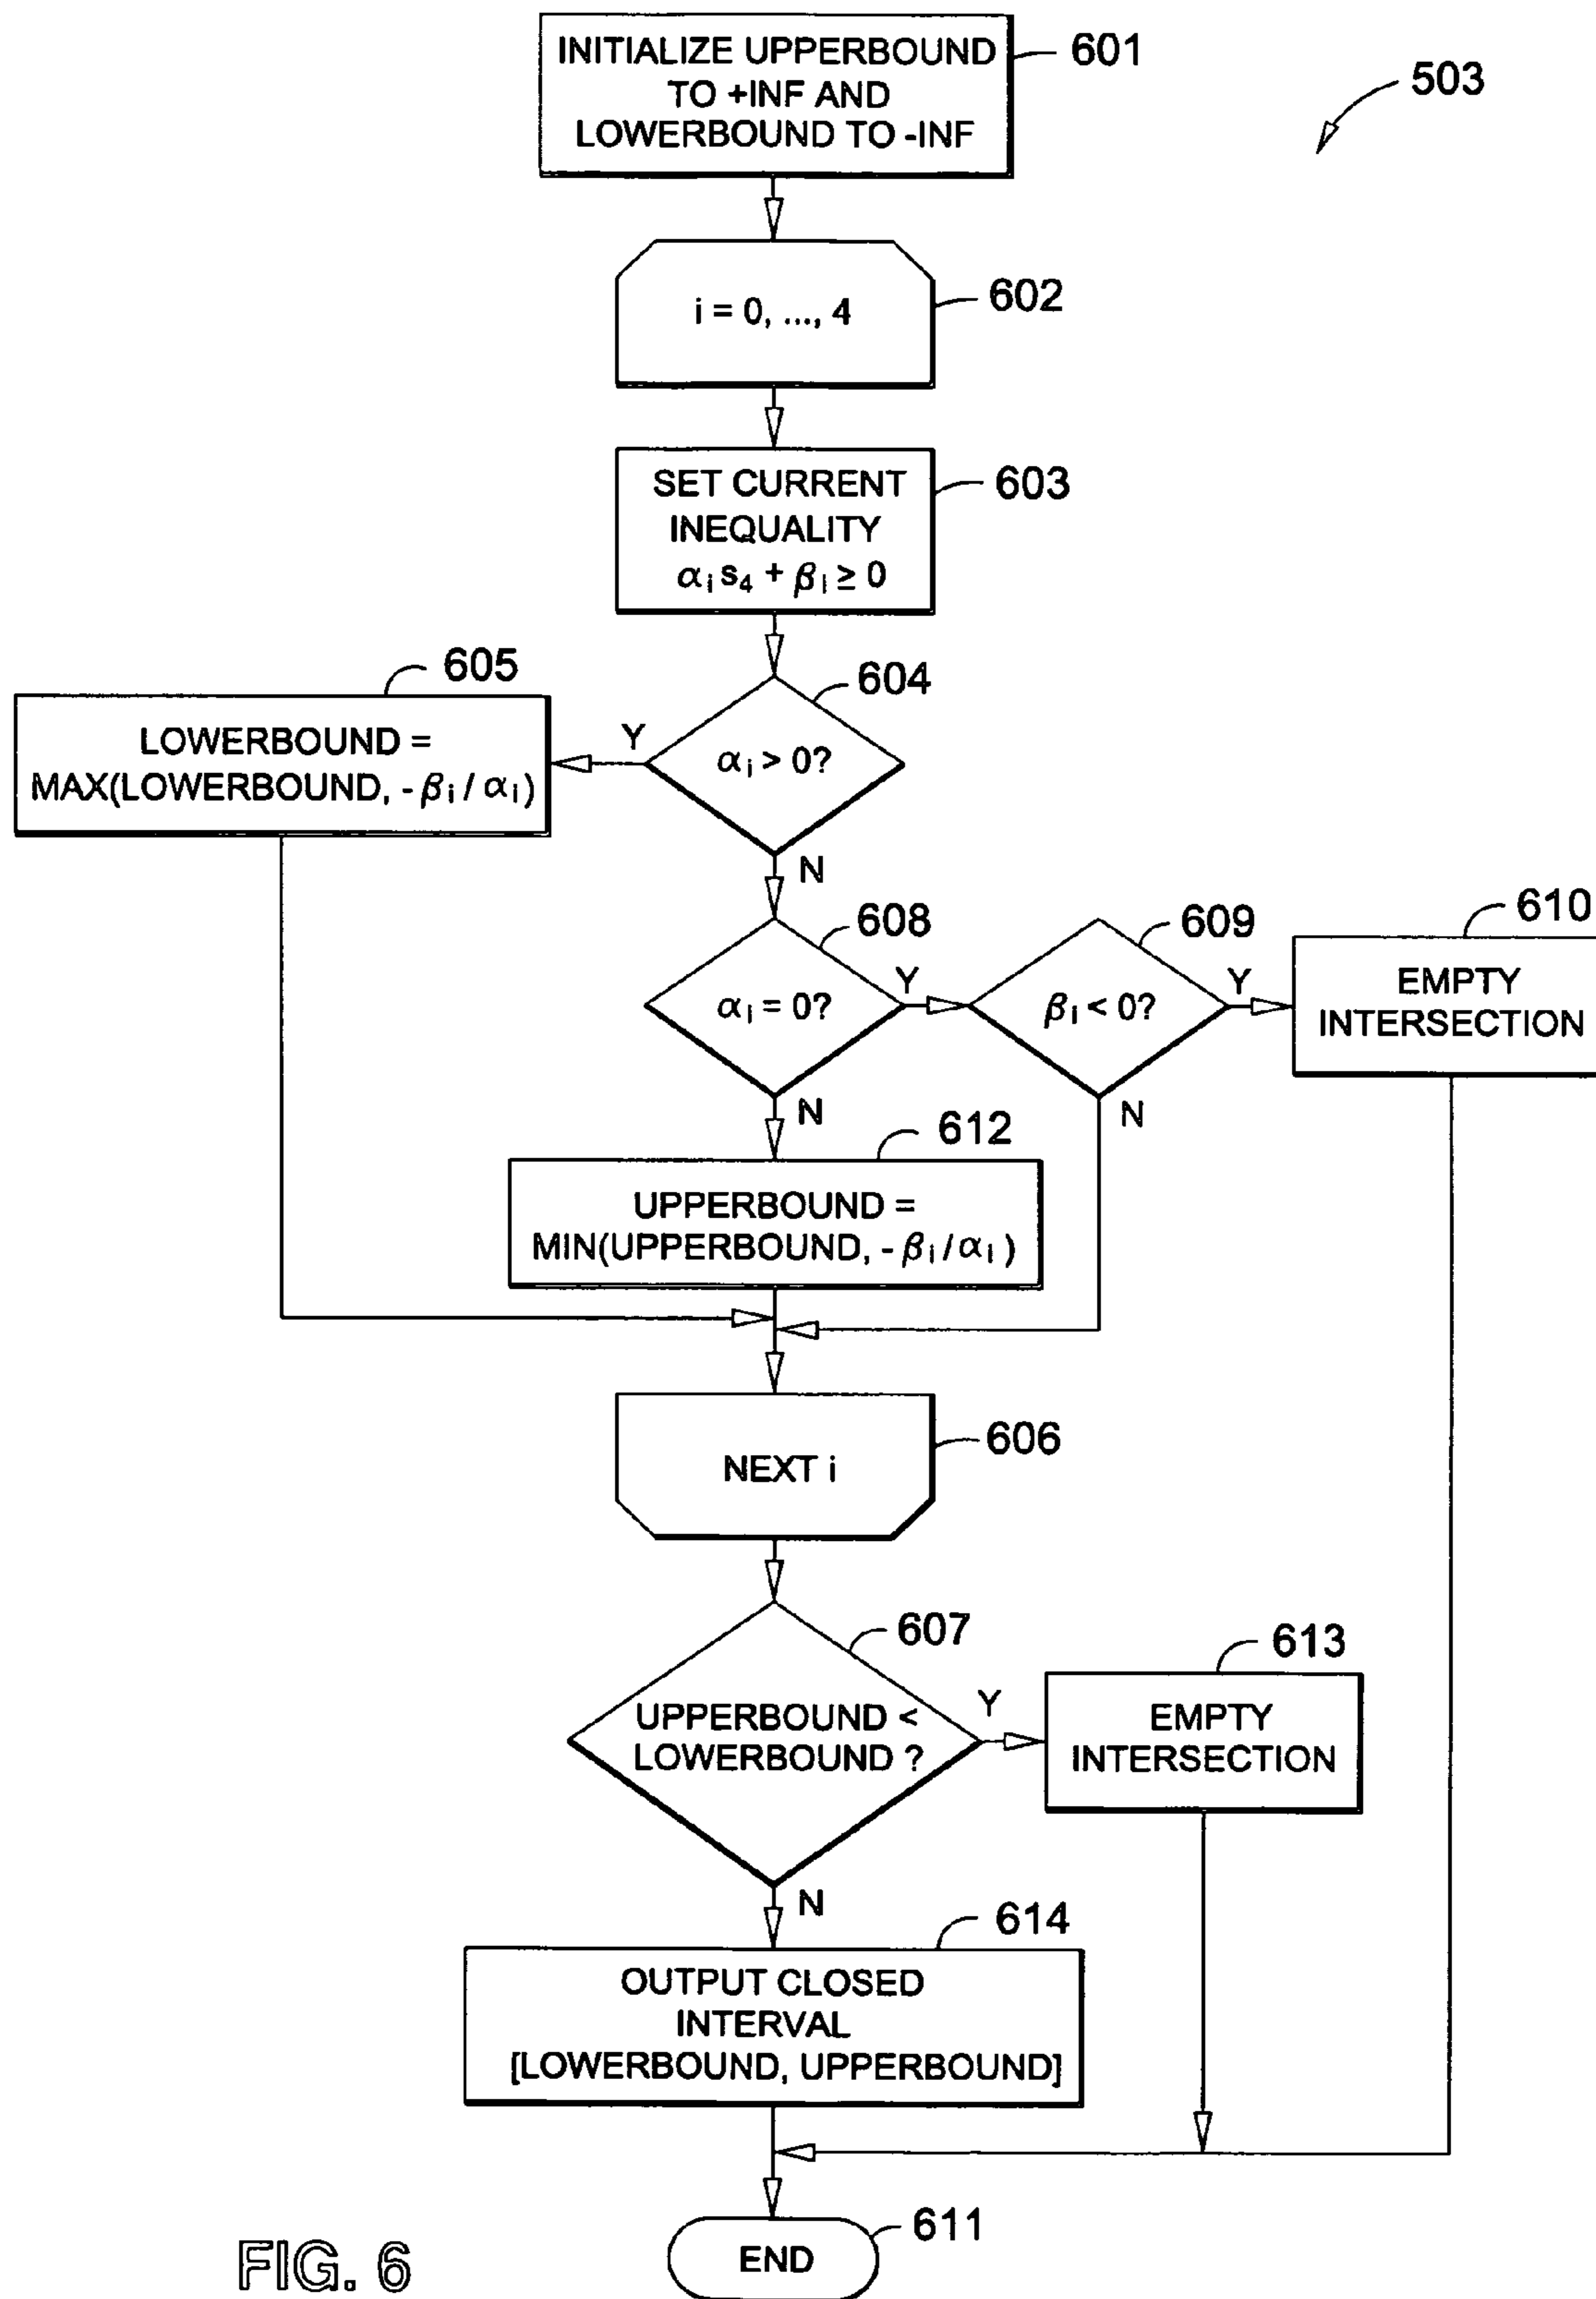 INITIALIZE UPPERBOUND
TO +INF AND
LOWERBOUND TO -INF
601
503
i = 0, ..., 4
602
SET CURRENT
INEQUALITY
αi s4 + βi ≥ 0
603
604
αi > 0?
Y
N
605
LOWERBOUND =
MAX(LOWERBOUND, -βi / αi)
608
αi = 0?
Y
N
609
βi < 0?
Y
N
610
EMPTY
INTERSECTION
612
UPPERBOUND =
MIN(UPPERBOUND, -βi / αi)
NEXT i
606
607
UPPERBOUND <
LOWERBOUND ?
Y
N
613
EMPTY
INTERSECTION
614
OUTPUT CLOSED
INTERVAL
[LOWERBOUND, UPPERBOUND]
END
611
FIG. 6